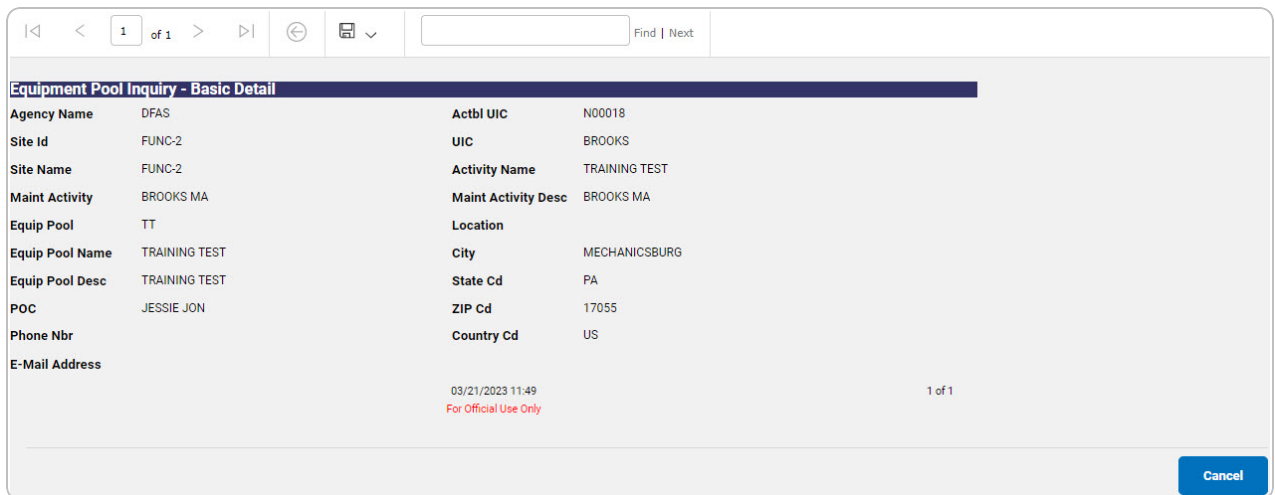 1 of 1 Find | Next
Equipment Pool Inquiry - Basic Detail
Agency Name DFAS Actbl UIC N00018
Site Id FUNC-2 UIC BROOKS
Site Name FUNC-2 Activity Name TRAINING TEST
Maint Activity BROOKS MA Maint Activity Desc BROOKS MA
Equip Pool TT Location
Equip Pool Name TRAINING TEST City MECHANICSBURG
Equip Pool Desc TRAINING TEST State Cd PA
POC JESSIE JON ZIP Cd 17055
Phone Nbr Country Cd US
E-Mail Address
03/21/2023 11:49 1 of 1
For Official Use Only
Cancel